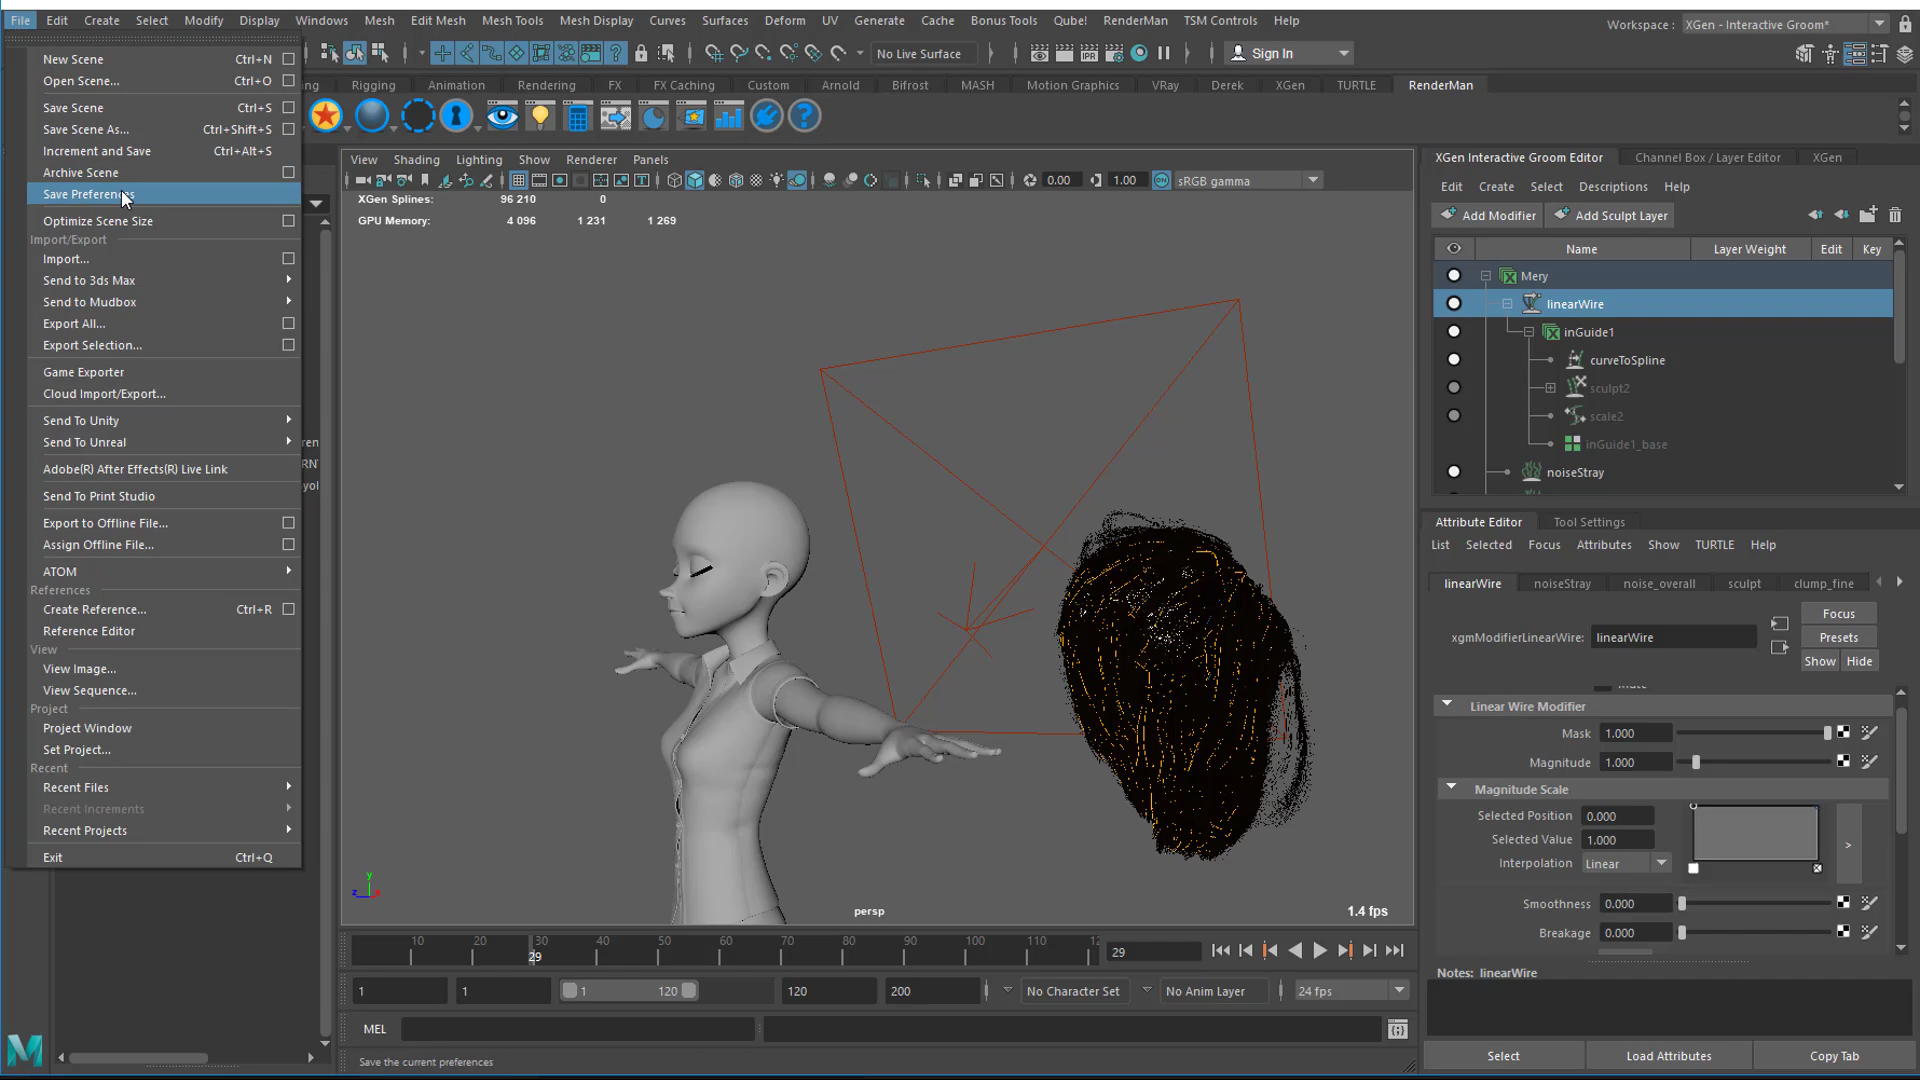 File Edit Create Select Modify Display Windows Mesh Edit Mesh Mesh Tools Mesh Display Curves Surfaces Deform UV Generate Cache Bonus Tools Qube! RenderMan TSM Controls Help
Workspace : XGen - Interactive Groom*
No Live Surface
IPR
Sign In
Rigging Animation Rendering FX FX Caching Custom Arnold Bifrost MASH Motion Graphics VRay Derek XGen TURTLE RenderMan
New Scene Ctrl+N
Open Scene... Ctrl+O
Save Scene Ctrl+S
Save Scene As... Ctrl+Shift+S
Increment and Save Ctrl+Alt+S
Archive Scene
Save Preferences
Optimize Scene Size
Import/Export
Import...
Send to 3ds Max
Send to Mudbox
Export All...
Export Selection...
Game Exporter
Cloud Import/Export...
Send To Unity
Send To Unreal
Adobe(R) After Effects(R) Live Link
Send To Print Studio
Export to Offline File...
Assign Offline File...
ATOM
References
Create Reference... Ctrl+R
Reference Editor
View
View Image...
View Sequence...
Project
Project Window
Set Project...
Recent
Recent Files
Recent Increments
Recent Projects
Exit Ctrl+Q
View Shading Lighting Show Renderer Panels
0.00 1.00 sRGB gamma
XGen Splines: 96 210 0
GPU Memory: 4 096 1 231 1 269
persp
1.4 fps
y
z x
10 20 30 40 50 60 70 80 90 100 110
29
29
1 1 1 120 120 200 No Character Set No Anim Layer 24 fps
MEL
Save the current preferences
XGen Interactive Groom Editor Channel Box / Layer Editor XGen
Edit Create Select Descriptions Help
Add Modifier Add Sculpt Layer
Name Layer Weight Edit Key
Mery
linearWire
inGuide1
curveToSpline
sculpt2
scale2
inGuide1_base
noiseStray
Attribute Editor Tool Settings
List Selected Focus Attributes Show TURTLE Help
linearWire noiseStray noise_overall sculpt clump_fine
xgmModifierLinearWire: linearWire
Focus
Presets
Show Hide
Mute
Linear Wire Modifier
Mask 1.000
Magnitude 1.000
Magnitude Scale
Selected Position 0.000
Selected Value 1.000
Interpolation Linear
>
Smoothness 0.000
Breakage 0.000
Notes: linearWire
Select Load Attributes Copy Tab